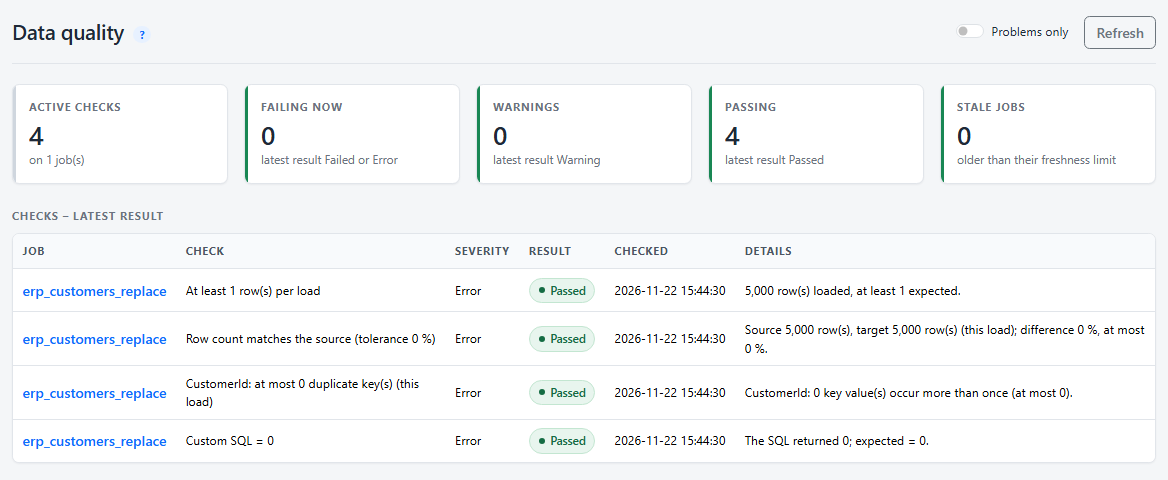 Data quality ?
Problems only
Refresh
ACTIVE CHECKS
4
on 1 job(s)
FAILING NOW
0
latest result Failed or Error
WARNINGS
0
latest result Warning
PASSING
4
latest result Passed
STALE JOBS
0
older than their freshness limit
CHECKS – LATEST RESULT
JOB CHECK SEVERITY RESULT CHECKED DETAILS
erp_customers_replace At least 1 row(s) per load Error Passed 2026-11-22 15:44:30 5,000 row(s) loaded, at least 1 expected.
erp_customers_replace Row count matches the source (tolerance 0 %) Error Passed 2026-11-22 15:44:30 Source 5,000 row(s), target 5,000 row(s) (this load); difference 0 %, at most
0 %.
erp_customers_replace CustomerId: at most 0 duplicate key(s) (this
load) Error Passed 2026-11-22 15:44:30 CustomerId: 0 key value(s) occur more than once (at most 0).
erp_customers_replace Custom SQL = 0 Error Passed 2026-11-22 15:44:30 The SQL returned 0; expected = 0.